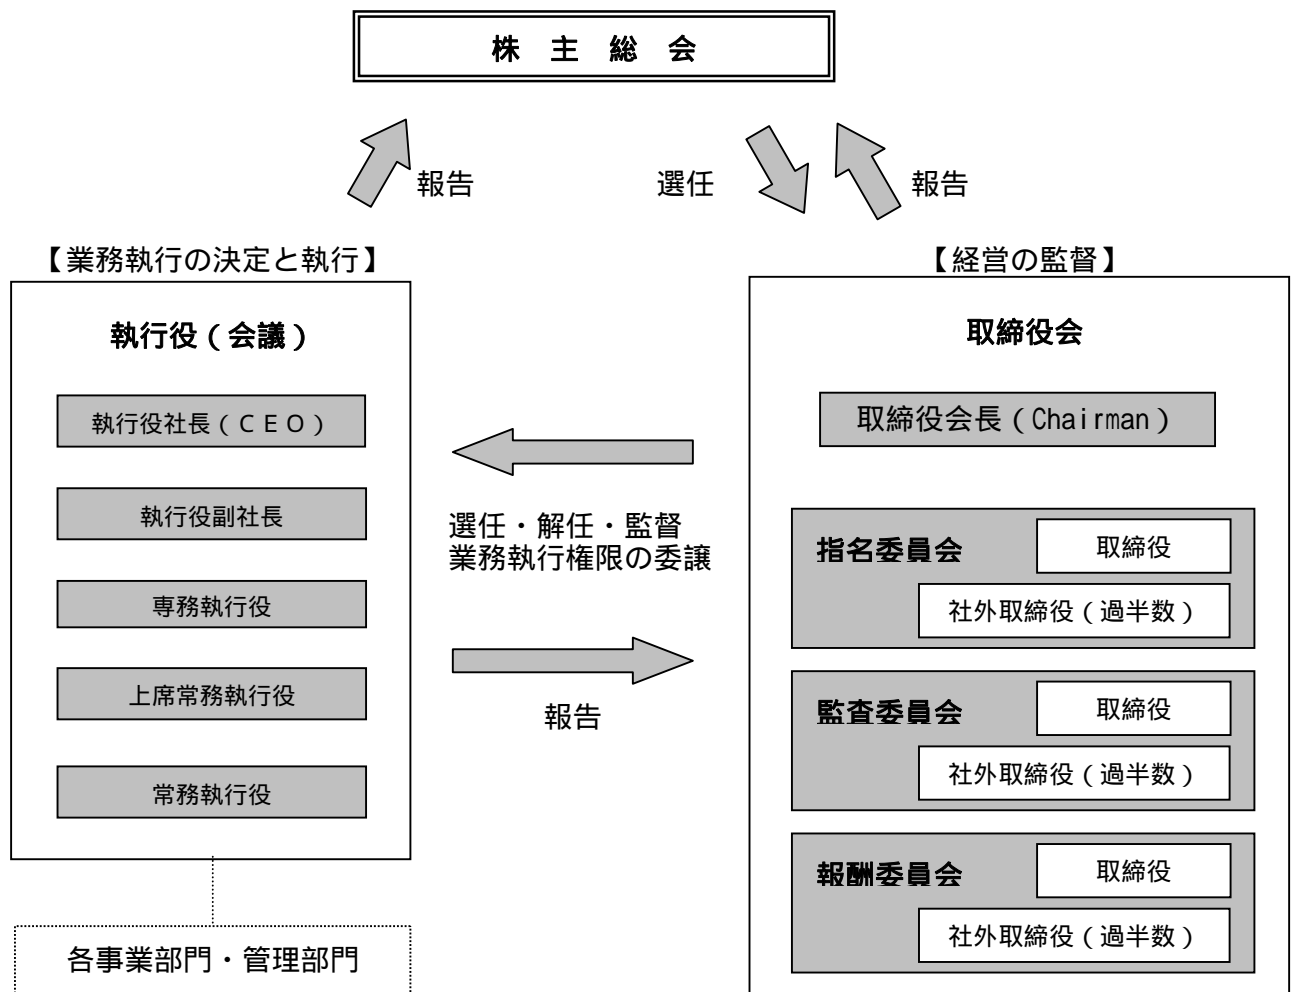 株 主 総 会
報告
選任
報告
【業務執行の決定と執行】
執行役（会議）
執行役社長（ＣＥＯ）
執行役副社長
専務執行役
上席常務執行役
常務執行役
各事業部門・管理部門
選任・解任・監督
業務執行権限の委譲
報告
【経営の監督】
取締役会
取締役会長（Chairman）
指名委員会
取締役
社外取締役（過半数）
監査委員会
取締役
社外取締役（過半数）
報酬委員会
取締役
社外取締役（過半数）